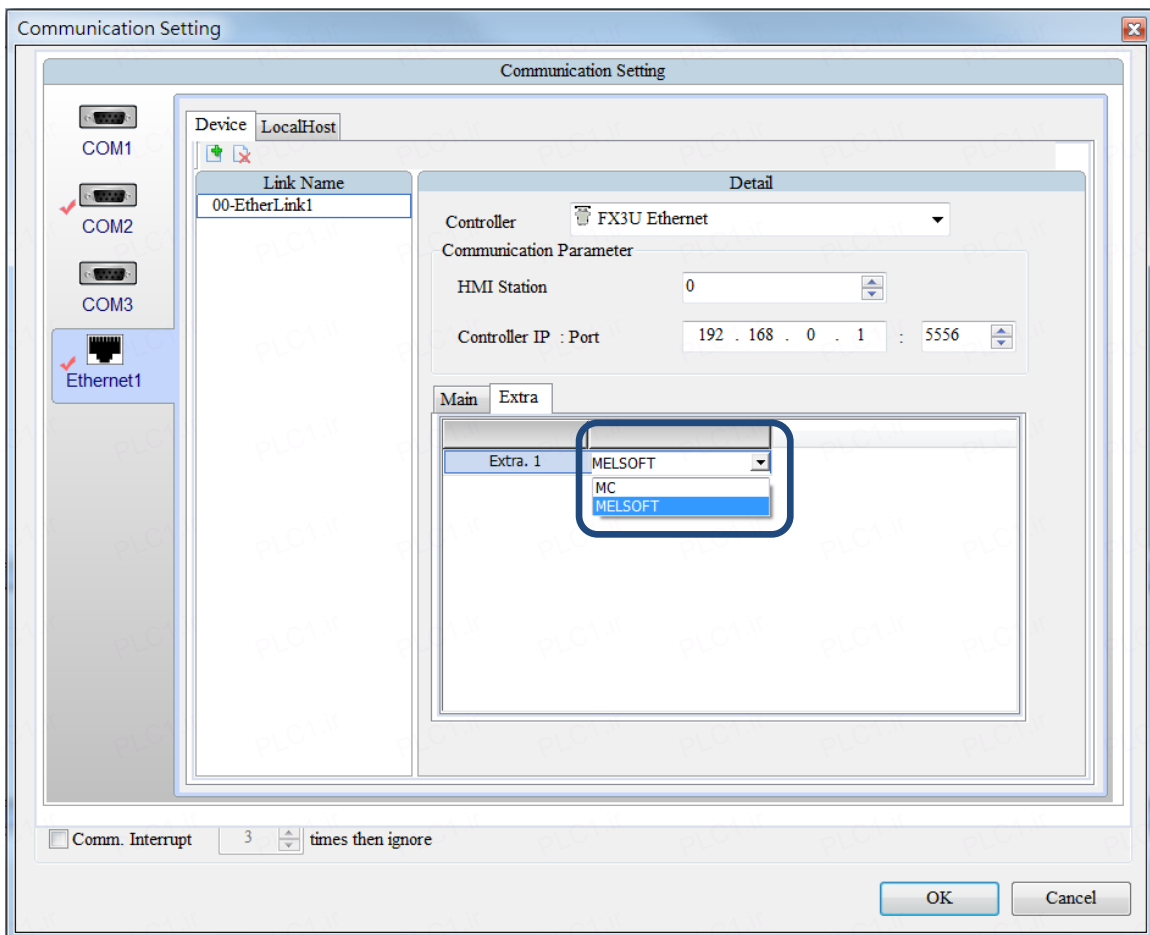 Communication Setting
Communication Setting
COM1
COM2
COM3
Ethernet1
Device LocalHost
Link Name
00-EtherLink1
Detail
Controller FX3U Ethernet
Communication Parameter
HMI Station 0
Controller IP : Port 192 . 168 . 0 . 1 : 5556
Main Extra
Extra. 1 MELSOFT
MC
MELSOFT
Comm. Interrupt 3 times then ignore
OK Cancel
PLC1.ir